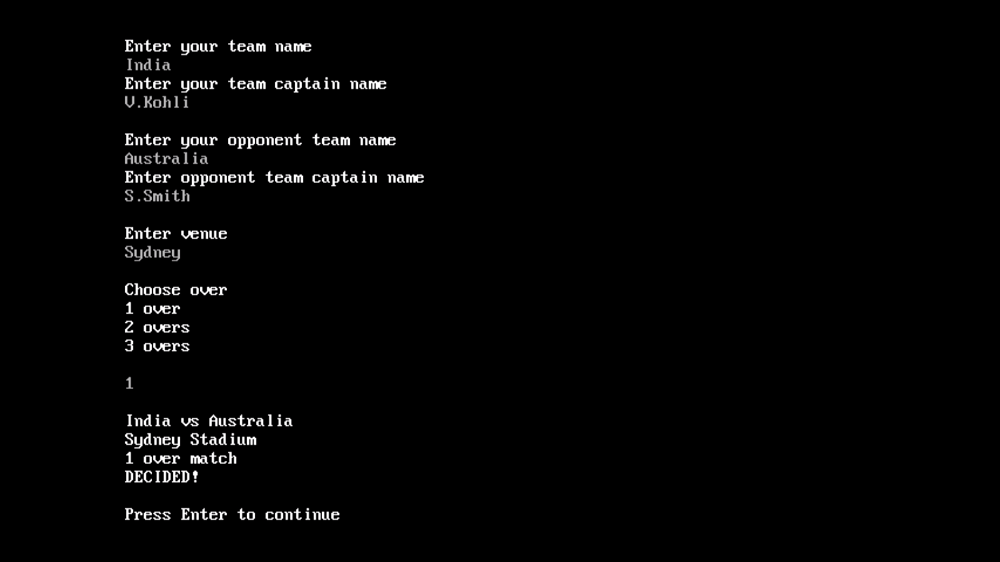 Enter your team name
India
Enter your team captain name
V.Kohli
Enter your opponent team name
Australia
Enter opponent team captain name
S.Smith
Enter venue
Sydney
Choose over
1 over
2 overs
3 overs
1
India vs Australia
Sydney Stadium
1 over match
DECIDED!
Press Enter to continue